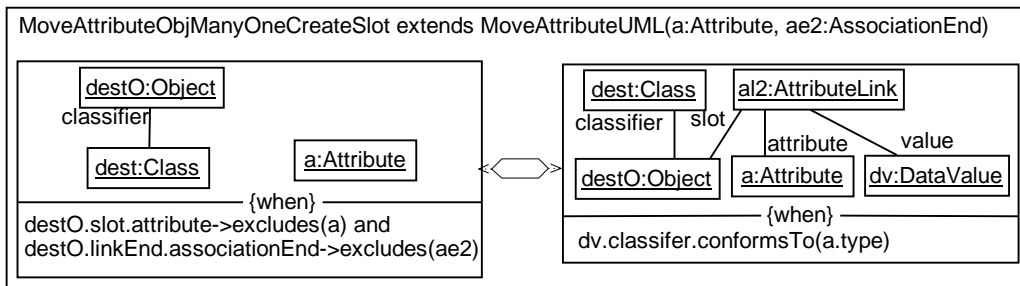 MoveAttributeObjManyOneCreateSlot extends MoveAttributeUML(a:Attribute, ae2:AssociationEnd)
destO:Object
classifier
dest:Class
a:Attribute
{when}
destO.slot.attribute->excludes(a) and
destO.linkEnd.associationEnd->excludes(ae2)
dest:Class
al2:AttributeLink
classifier
slot
attribute
value
destO:Object
a:Attribute
dv:DataValue
{when}
dv.classifer.conformsTo(a.type)